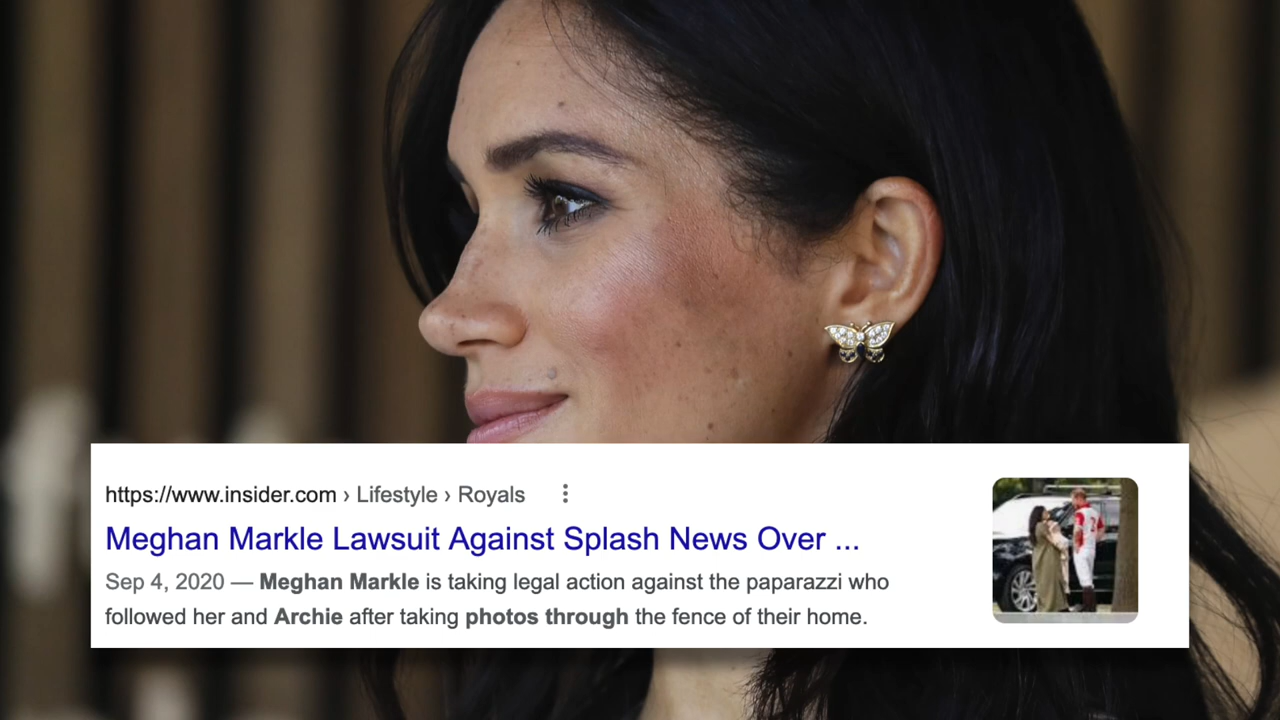 https://www.insider.com › Lifestyle › Royals
Meghan Markle Lawsuit Against Splash News Over ...
Sep 4, 2020 — Meghan Markle is taking legal action against the paparazzi who
followed her and Archie after taking photos through the fence of their home.